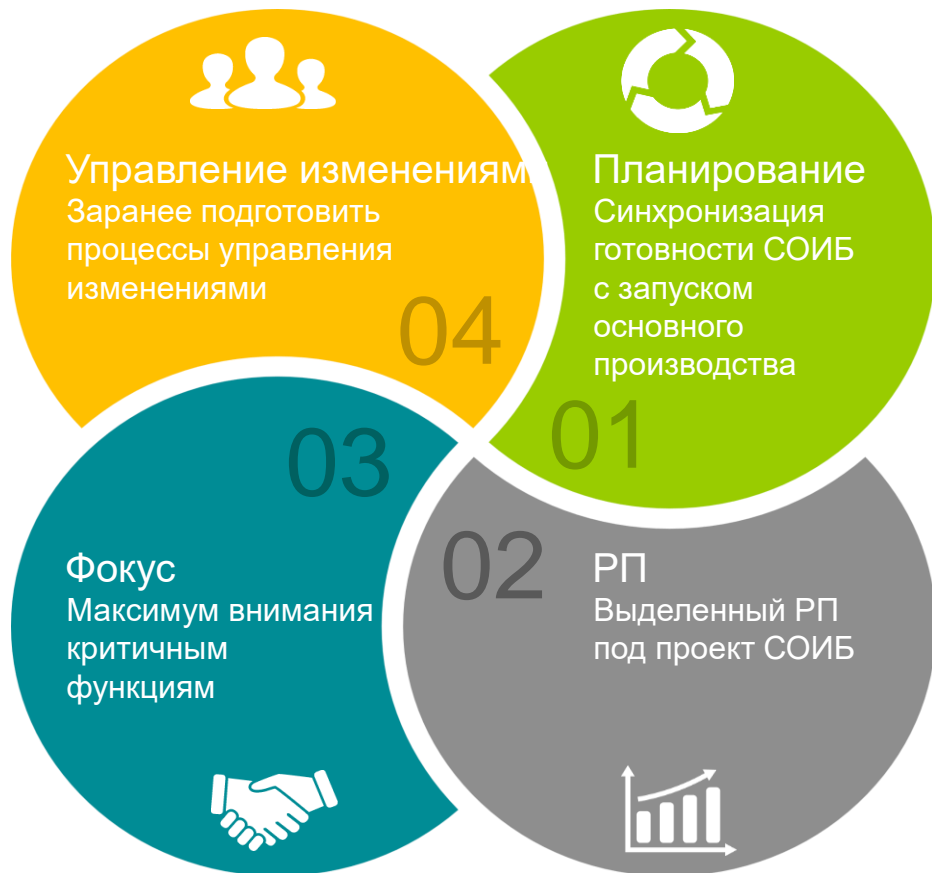 Управление изменениями
Заранее подготовить
процессы управления
изменениями
04
Планирование
Синхронизация
готовности СОИБ
с запуском
основного
производства
01
03
Фокус
Максимум внимания
критичным
функциям
02
РП
Выделенный РП
под проект СОИБ